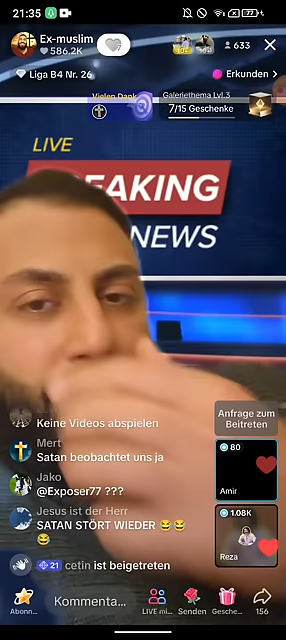 21:35
Ex-muslim
586,2K
633
Liga B4 Nr. 26
Erkunden >
Vielen Dank
Galeriethema Lvl.3
7/15 Geschenke
LIVE
EAKING
NEWS
Keine Videos abspielen
Mert
Satan beobachtet uns ja
Jako
@Exposer77 ???
Jesus ist der Herr
SATAN STÖRT WIEDER 😂😂
😂
21 cetin ist beigetreten
Anfrage zum
Beitreten
80
Amir
1.08K
Reza
Abonn...
Kommenta...
LIVE mi...
Senden
Gesche...
156